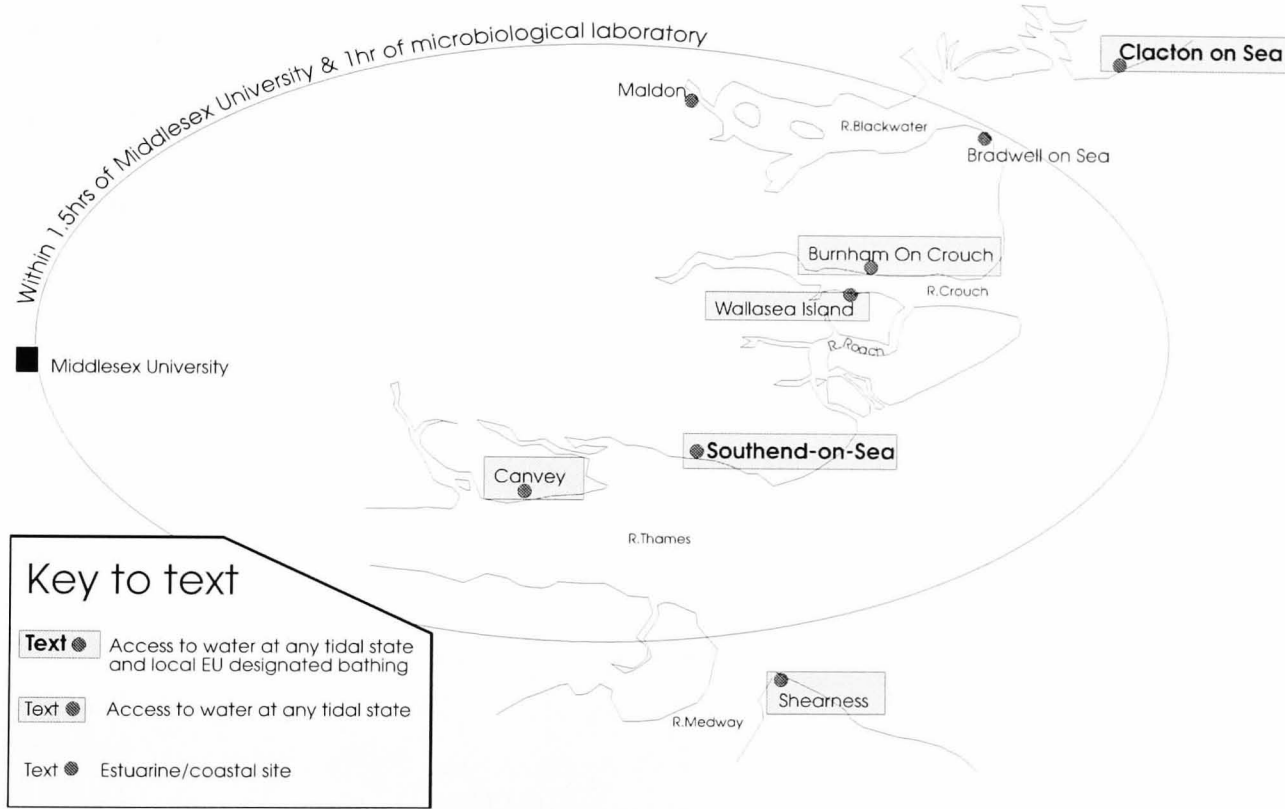 Within 1.5hrs of Middlesex University & 1hr of microbiological laboratory
Clacton on Sea
Maldon
R.Blackwater
Bradwell on Sea
Burnham On Crouch
R.Crouch
Wallasea Island
R. Roach
Middlesex University
Southend-on-Sea
Canvey
R.Thames
Key to text
Text Access to water at any tidal state
and local EU designated bathing
Text Access to water at any tidal state
Text Estuarine/coastal site
Shearness
R.Medway